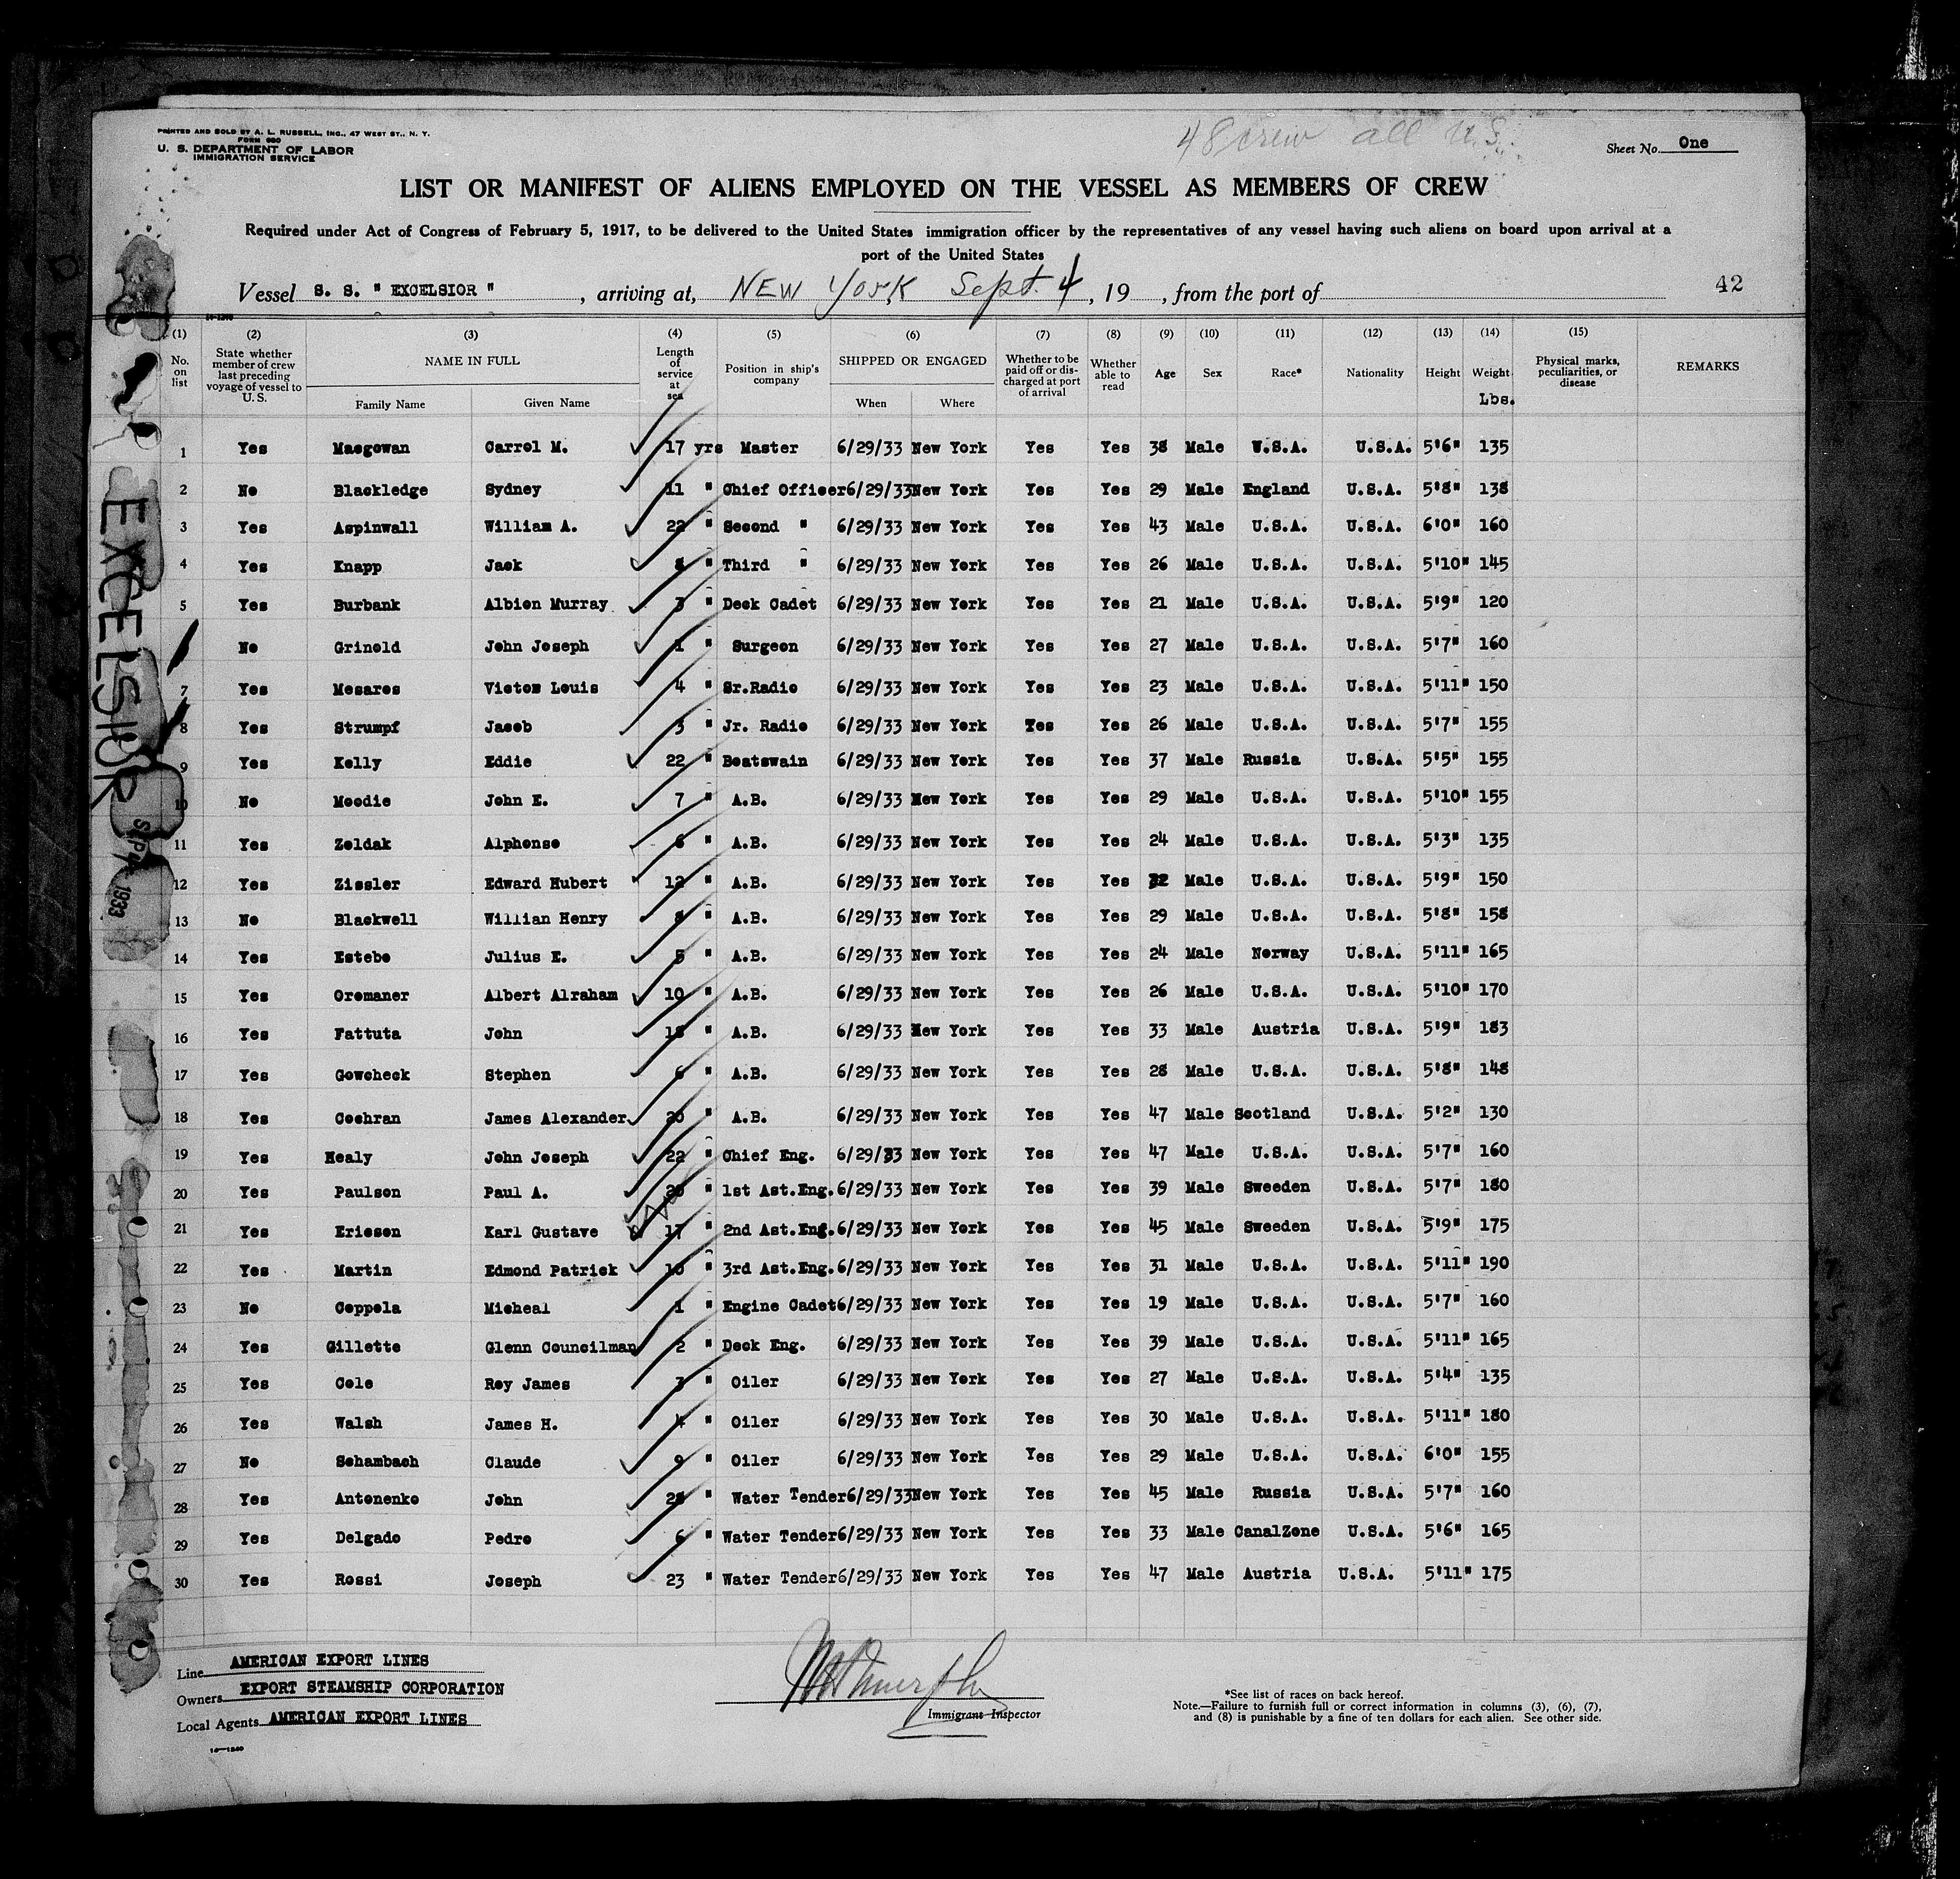 PRINTED AND SOLD BY A. L. RUSSELL, INC., 47 WEST ST., N. Y.
FORM 680
U. S. DEPARTMENT OF LABOR
IMMIGRATION SERVICE
48 crew all U.S.
Sheet No. One
LIST OR MANIFEST OF ALIENS EMPLOYED ON THE VESSEL AS MEMBERS OF CREW
Required under Act of Congress of February 5, 1917, to be delivered to the United States immigration officer by the representatives of any vessel having such aliens on board upon arrival at a
port of the United States
Vessel S. S. " EXCELSIOR " , arriving at, NEW YORK Sept. 4 , 19 , from the port of
42
(1) (2) (3) (4) (5) (6) (7) (8) (9) (10) (11) (12) (13) (14) (15)
No. on list
State whether member of crew last preceding voyage of vessel to U. S.
NAME IN FULL
Family Name
Given Name
Length of service at sea
Position in ship's company
SHIPPED OR ENGAGED
When
Where
Whether to be paid off or discharged at port of arrival
Whether able to read
Age
Sex
Race*
Nationality
Height
Weight
Lbs.
Physical marks, peculiarities, or disease
REMARKS
1 Yes Macgowan Carrol M. 17 yrs Master 6/29/33 New York Yes Yes 38 Male U.S.A. U.S.A. 5'6" 135
2 No Blackledge Sydney 11 " Chief Officer 6/29/33 New York Yes Yes 29 Male England U.S.A. 5'8" 138
3 Yes Aspinwall William A. 22 " Second " 6/29/33 New York Yes Yes 43 Male U.S.A. U.S.A. 6'0" 160
4 Yes Knapp Jack 8 " Third " 6/29/33 New York Yes Yes 26 Male U.S.A. U.S.A. 5'10" 145
5 Yes Burbank Albion Murray 3 " Deck Cadet 6/29/33 New York Yes Yes 21 Male U.S.A. U.S.A. 5'9" 120
No Grinold John Joseph 1 " Surgeon 6/29/33 New York Yes Yes 27 Male U.S.A. U.S.A. 5'7" 160
7 Yes Mesaros Victor Louis 4 " Sr.Radio 6/29/33 New York Yes Yes 23 Male U.S.A. U.S.A. 5'11" 150
8 Yes Strumpf Jacob 3 " Jr. Radio 6/29/33 New York Yes Yes 26 Male U.S.A. U.S.A. 5'7" 155
9 Yes Kelly Eddie 22 " Boatswain 6/29/33 New York Yes Yes 37 Male Russia U.S.A. 5'5" 155
10 No Moodie John E. 7 " A.B. 6/29/33 New York Yes Yes 29 Male U.S.A. U.S.A. 5'10" 155
11 Yes Zoldak Alphonse 6 " A.B. 6/29/33 New York Yes Yes 24 Male U.S.A. U.S.A. 5'3" 135
12 Yes Zissler Edward Hubert 12 " A.B. 6/29/33 New York Yes Yes 32 Male U.S.A. U.S.A. 5'9" 150
13 No Blackwell Willian Henry 8 " A.B. 6/29/33 New York Yes Yes 29 Male U.S.A. U.S.A. 5'8" 158
14 Yes Estebo Julius E. 5 " A.B. 6/29/33 New York Yes Yes 24 Male Norway U.S.A. 5'11" 165
15 Yes Oromaner Albert Alraham 10 " A.B. 6/29/33 New York Yes Yes 26 Male U.S.A. U.S.A. 5'10" 170
16 Yes Fattuta John 18 " A.B. 6/29/33 New York Yes Yes 33 Male Austria U.S.A. 5'9" 183
17 Yes Gowcheck Stephen 6 " A.B. 6/29/33 New York Yes Yes 28 Male U.S.A. U.S.A. 5'8" 148
18 Yes Cochran James Alexander 20 " A.B. 6/29/33 New York Yes Yes 47 Male Scotland U.S.A. 5'2" 130
19 Yes Healy John Joseph 22 " Chief Eng. 6/29/33 New York Yes Yes 47 Male U.S.A. U.S.A. 5'7" 160
20 Yes Paulson Paul A. 20 " 1st Ast.Eng. 6/29/33 New York Yes Yes 39 Male Sweeden U.S.A. 5'7" 180
21 Yes Ericson Karl Gustave 17 " 2nd Ast.Eng. 6/29/33 New York Yes Yes 45 Male Sweeden U.S.A. 5'9" 175
22 Yes Martin Edmond Patrick 10 " 3rd Ast.Eng. 6/29/33 New York Yes Yes 31 Male U.S.A. U.S.A. 5'11" 190
23 No Coppola Micheal 1 " Engine Cadet 6/29/33 New York Yes Yes 19 Male U.S.A. U.S.A. 5'7" 160
24 Yes Gillette Glenn Councilman 2 " Deck Eng. 6/29/33 New York Yes Yes 39 Male U.S.A. U.S.A. 5'11" 165
25 Yes Cole Roy James 3 " Oiler 6/29/33 New York Yes Yes 27 Male U.S.A. U.S.A. 5'4" 135
26 Yes Walsh James H. 4 " Oiler 6/29/33 New York Yes Yes 30 Male U.S.A. U.S.A. 5'11" 180
27 No Schambach Claude 9 " Oiler 6/29/33 New York Yes Yes 29 Male U.S.A. U.S.A. 6'0" 155
28 Yes Antonenko John " Water Tender 6/29/33 New York Yes Yes 45 Male Russia U.S.A. 5'7" 160
29 Yes Delgado Pedro 6 " Water Tender 6/29/33 New York Yes Yes 33 Male CanalZone U.S.A. 5'6" 165
30 Yes Rossi Joseph 23 " Water Tender 6/29/33 New York Yes Yes 47 Male Austria U.S.A. 5'11" 175
EXCELSIOR
SEP 4 1933
Line AMERICAN EXPORT LINES
Owners EXPORT STEAMSHIP CORPORATION
Local Agents AMERICAN EXPORT LINES
Immigrant Inspector
*See list of races on back hereof.
Note.—Failure to furnish full or correct information in columns (3), (6), (7),
and (8) is punishable by a fine of ten dollars for each alien. See other side.